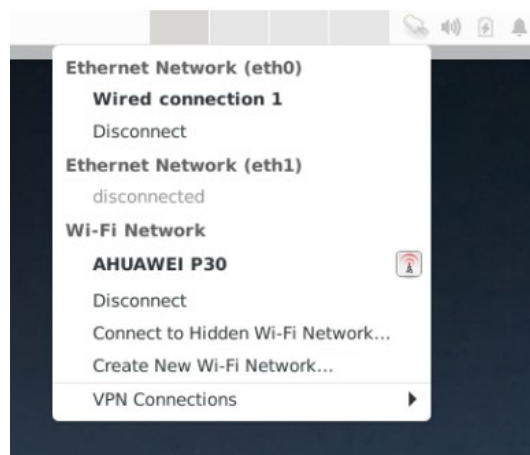 Ethernet Network (eth0)
Wired connection 1
Disconnect
Ethernet Network (eth1)
disconnected
Wi-Fi Network
AHUAWEI P30
Disconnect
Connect to Hidden Wi-Fi Network...
Create New Wi-Fi Network...
VPN Connections